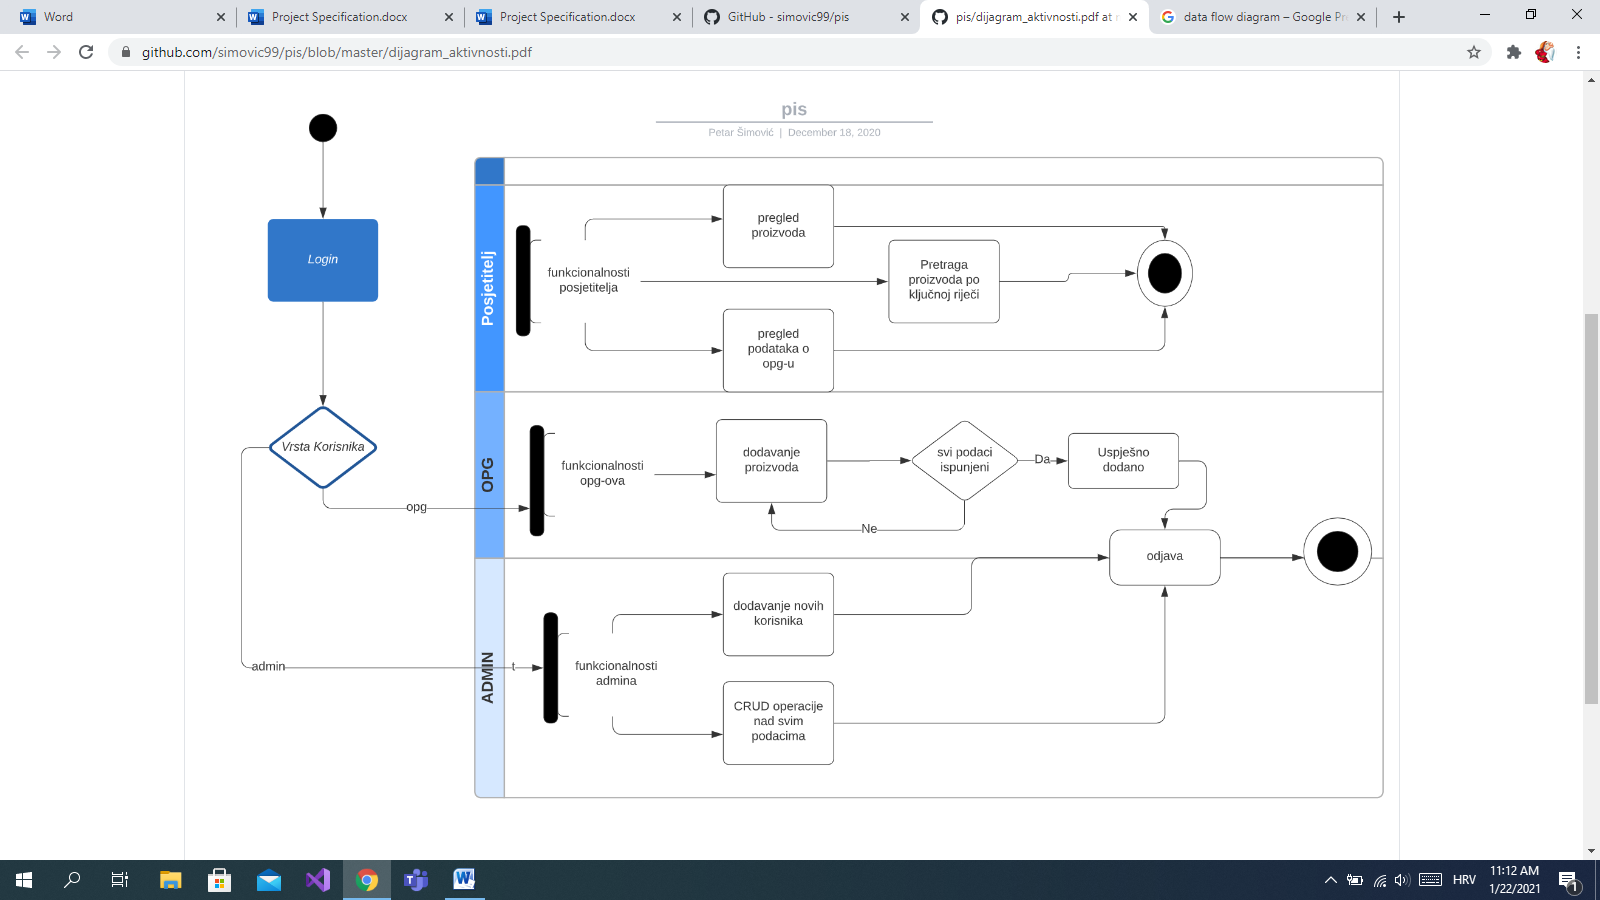 Word
Project Specification.docx
Project Specification.docx
GitHub - simovic99/pis
pis/dijagram_aktivnosti.pdf at
data flow diagram – Google Pr
github.com/simovic99/pis/blob/master/dijagram_aktivnosti.pdf
pis
Petar Šimović | December 18, 2020
Login
Vrsta Korisnika
opg
admin
t
Posjetitelj
funkcionalnosti
posjetitelja
pregled
proizvoda
Pretraga
proizvoda po
ključnoj riječi
pregled
podataka o
opg-u
OPG
funkcionalnosti
opg-ova
dodavanje
proizvoda
svi podaci
ispunjeni
Da
Uspješno
dodano
Ne
odjava
ADMIN
funkcionalnosti
admina
dodavanje novih
korisnika
CRUD operacije
nad svim
podacima
HRV
11:12 AM
1/22/2021
1